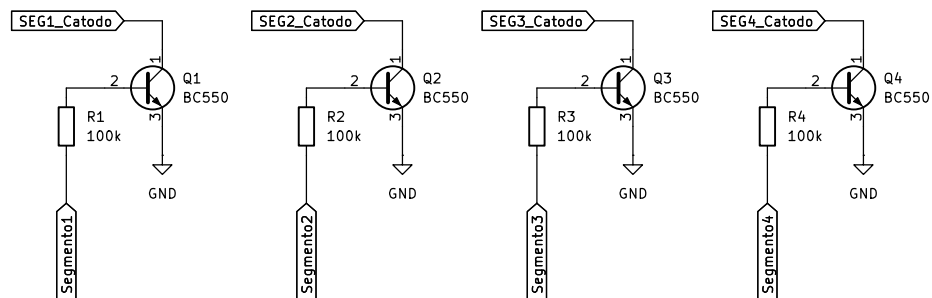 SEG1_Catodo
1
2
Q1
BC550
3
R1
100k
GND
Segmento1
SEG2_Catodo
1
2
Q2
BC550
3
R2
100k
GND
Segmento2
SEG3_Catodo
1
2
Q3
BC550
3
R3
100k
GND
Segmento3
SEG4_Catodo
1
2
Q4
BC550
3
R4
100k
GND
Segmento4